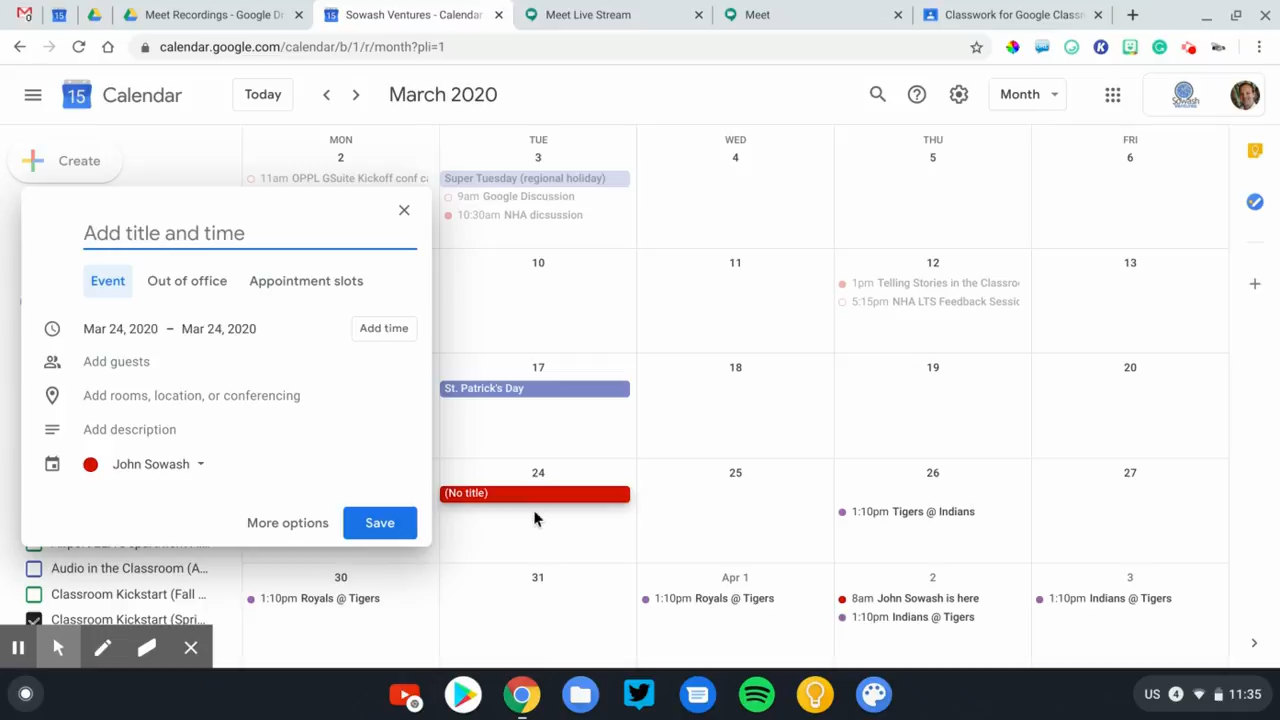 Meet Recordings - Google Dr
Sowash Ventures - Calendar
Meet Live Stream
Meet
Classwork for Google Classr
calendar.google.com/calendar/b/1/r/month?pli=1
15
Calendar
Today
March 2020
Month
Sowash
Create
MON
TUE
WED
THU
FRI
2
3
4
5
6
11am OPPL GSuite Kickoff conf ca
Super Tuesday (regional holiday)
9am Google Discussion
10:30am NHA dicsussion
10
11
12
13
1pm Telling Stories in the Classro
5:15pm NHA LTS Feedback Sessic
17
18
19
20
St. Patrick's Day
24
25
26
27
(No title)
1:10pm Tigers @ Indians
30
31
Apr 1
2
3
1:10pm Royals @ Tigers
1:10pm Royals @ Tigers
8am John Sowash is here
1:10pm Indians @ Tigers
1:10pm Indians @ Tigers
Add title and time
Event
Out of office
Appointment slots
Mar 24, 2020 – Mar 24, 2020
Add time
Add guests
Add rooms, location, or conferencing
Add description
John Sowash
More options
Save
Audio in the Classroom (A...
Classroom Kickstart (Fall ...
Classroom Kickstart (Spri...
US
4
11:35